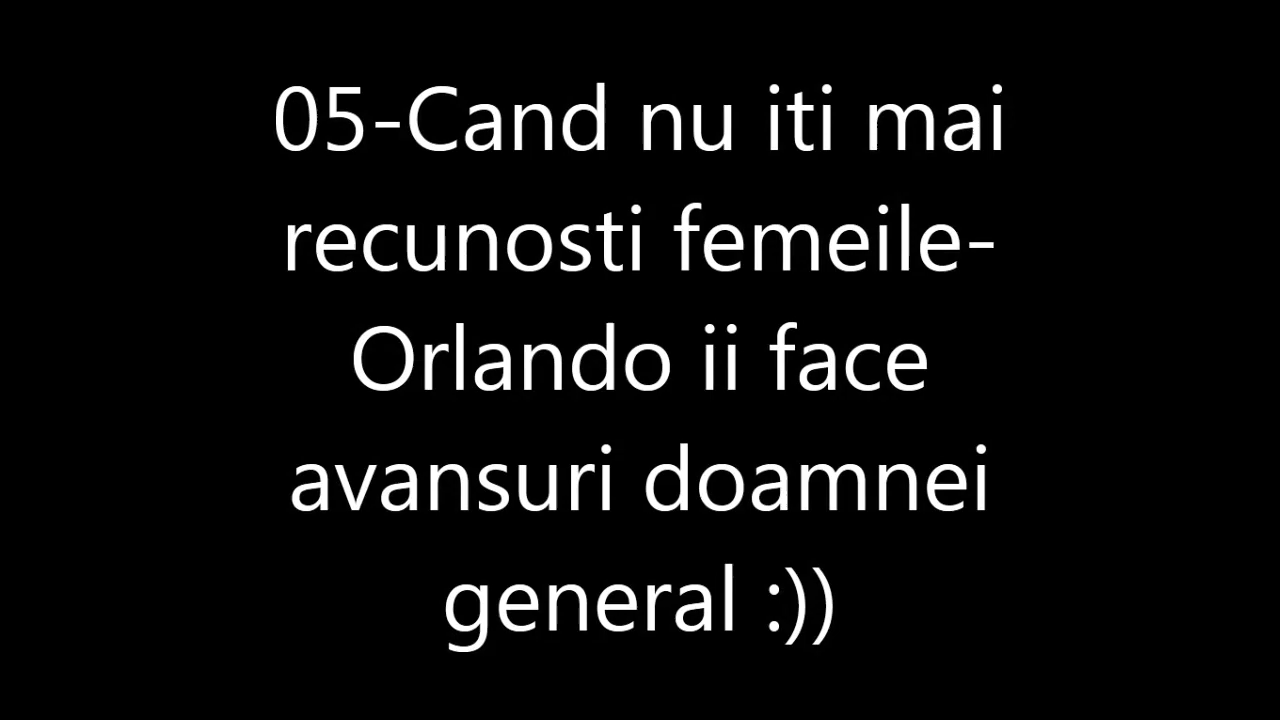 05-Cand nu iti mai
recunosti femeile-
Orlando ii face
avansuri doamnei
general :))